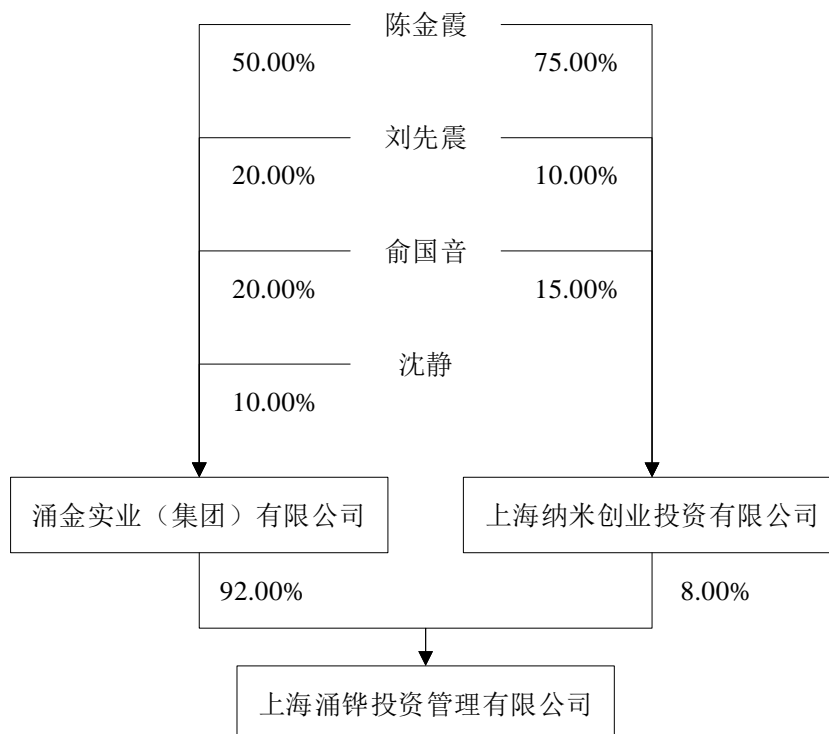 陈金霞
50.00% 75.00%
刘先震
20.00% 10.00%
俞国音
20.00% 15.00%
沈静
10.00%
涌金实业（集团）有限公司 上海纳米创业投资有限公司
92.00% 8.00%
上海涌铧投资管理有限公司